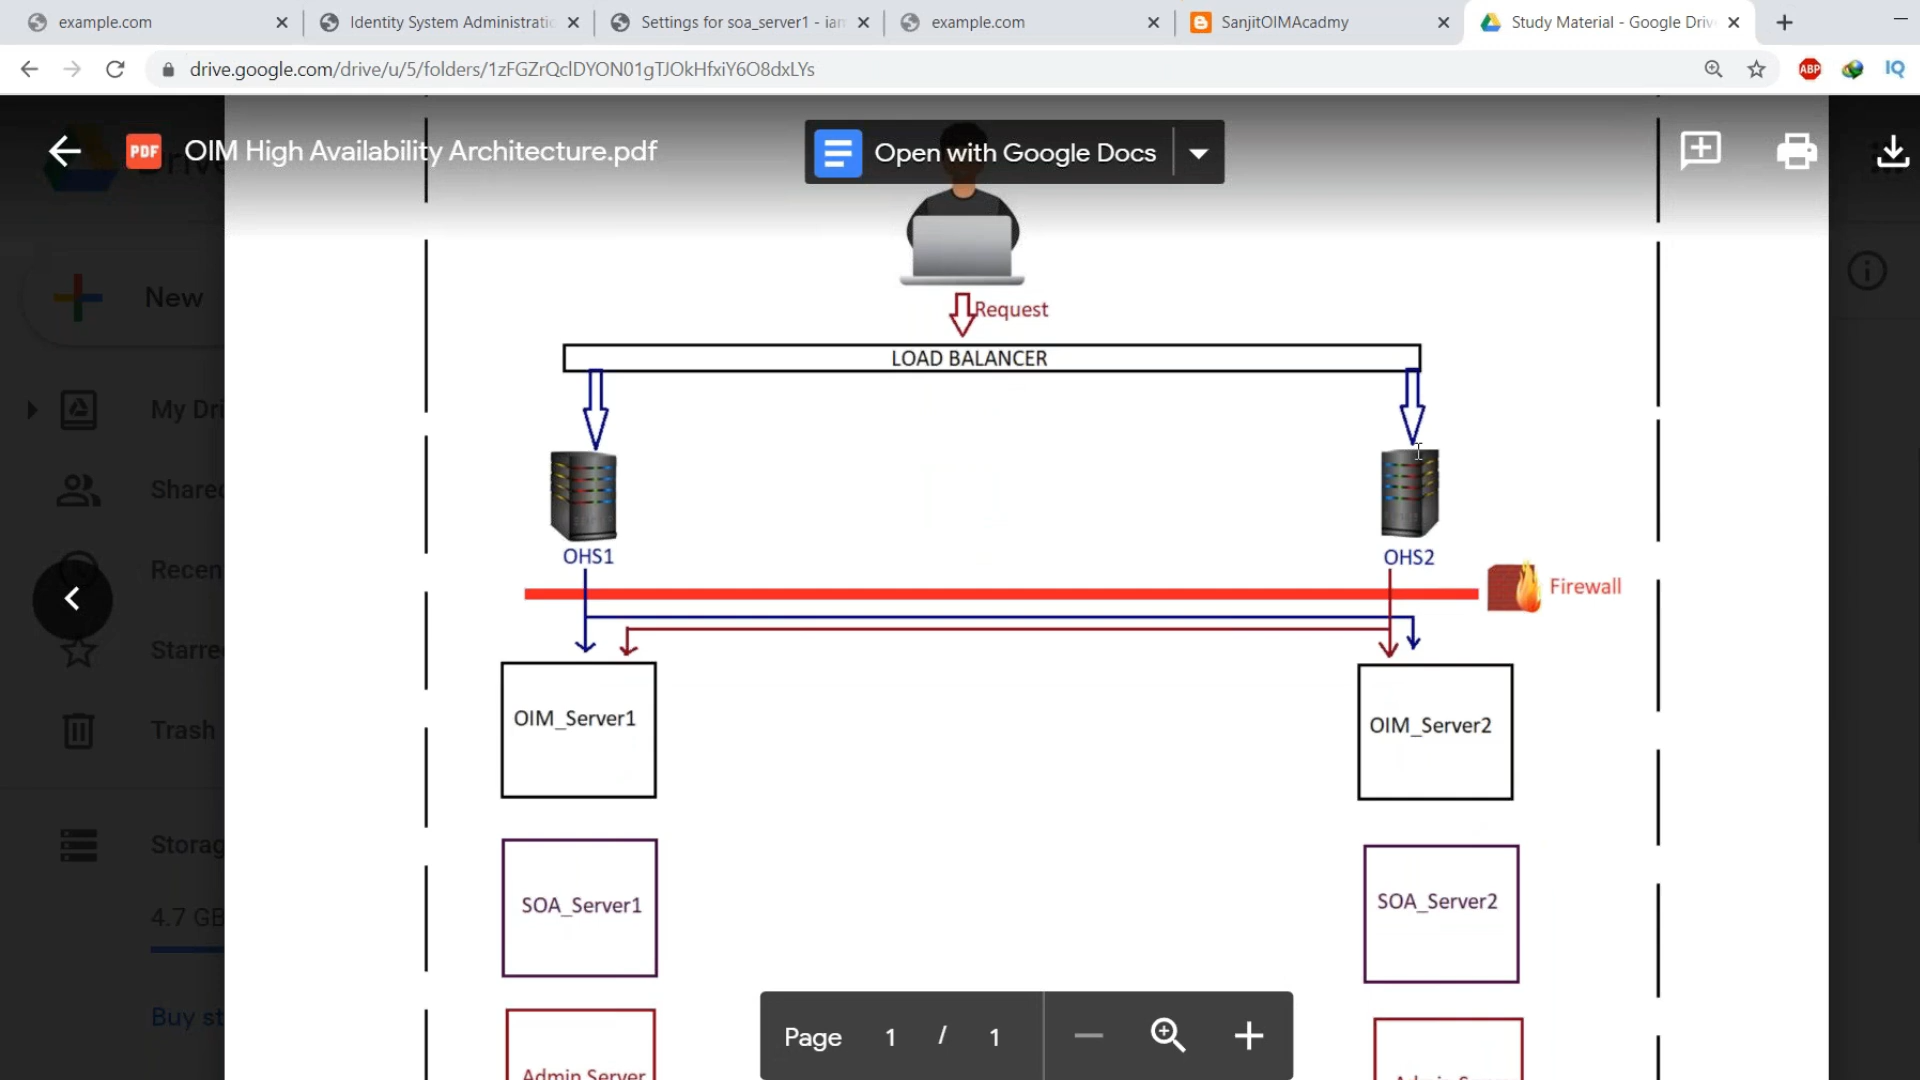 example.com
Identity System Administratio
Settings for soa_server1 - iam
example.com
SanjitOIMAcadmy
Study Material - Google Driv
drive.google.com/drive/u/5/folders/1zFGZrQclDYON01gTJOkHfxiY6O8dxLYs
ABP
IQ
PDF
OIM High Availability Architecture.pdf
Open with Google Docs
New
Request
LOAD BALANCER
My Dri
Shared
OHS1
OHS2
Recen
Firewall
Starre
OIM_Server1
OIM_Server2
Trash
Storag
SOA_Server1
SOA_Server2
4.7 GB
Buy st
Page 1 / 1
Admin Server